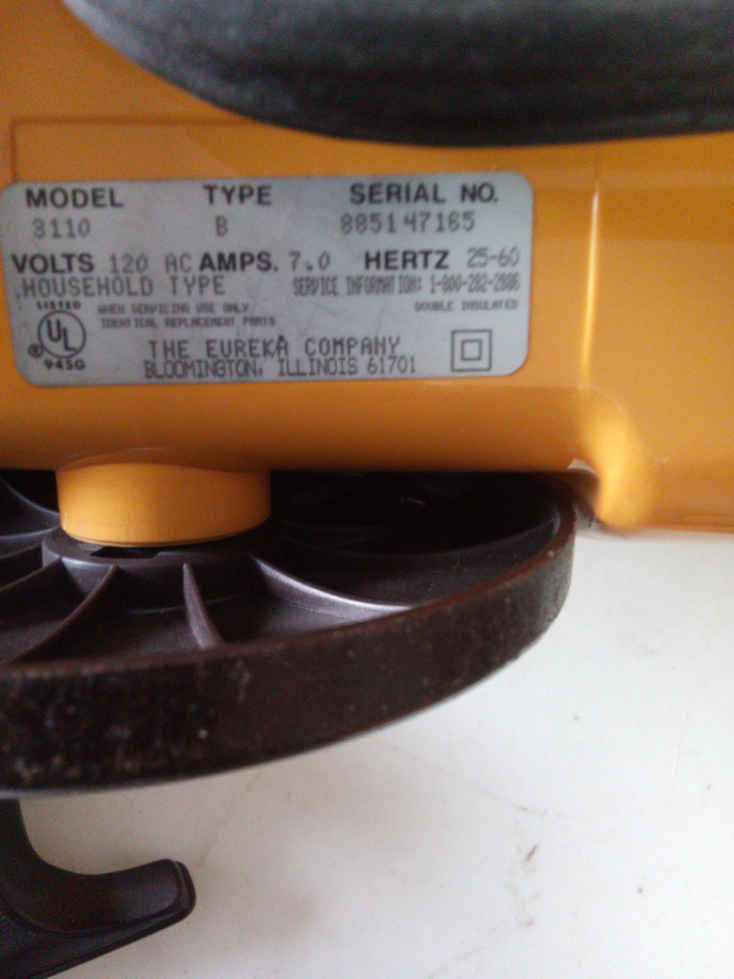 MODEL TYPE SERIAL NO.
3110 B 885147165
VOLTS 120 AC AMPS. 7.0 HERTZ 25-60
HOUSEHOLD TYPE SERVICE INFORMATION: 1-800-282-2886
LISTED WHEN SERVICING USE ONLY DOUBLE INSULATED
IDENTICAL REPLACEMENT PARTS
UL
® 945G
THE EUREKA COMPANY
BLOOMINGTON, ILLINOIS 61701